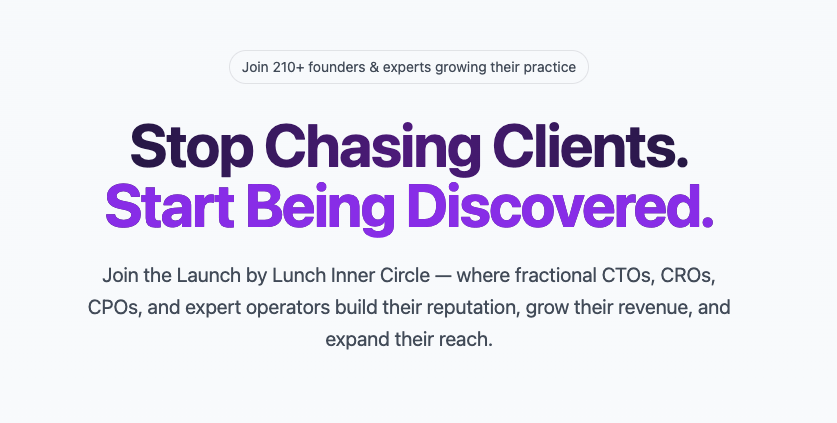 Join 210+ founders & experts growing their practice
Stop Chasing Clients.
Start Being Discovered.
Join the Launch by Lunch Inner Circle — where fractional CTOs, CROs,
CPOs, and expert operators build their reputation, grow their revenue, and
expand their reach.